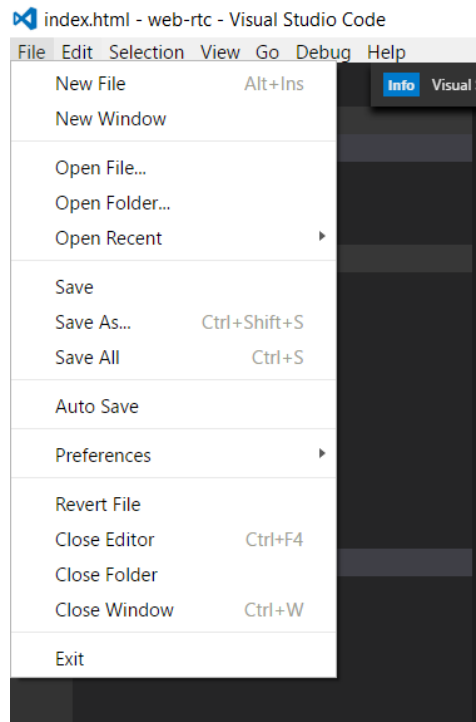 index.html - web-rtc - Visual Studio Code
File Edit Selection View Go Debug Help
New File Alt+Ins
Info Visual
New Window
Open File...
Open Folder...
Open Recent
Save
Save As... Ctrl+Shift+S
Save All Ctrl+S
Auto Save
Preferences
Revert File
Close Editor Ctrl+F4
Close Folder
Close Window Ctrl+W
Exit